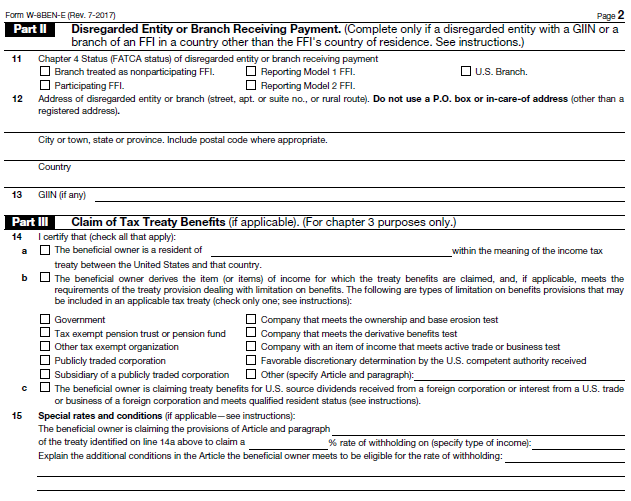 Form W-8BEN-E (Rev. 7-2017) Page 2
Part II Disregarded Entity or Branch Receiving Payment. (Complete only if a disregarded entity with a GIIN or a
branch of an FFI in a country other than the FFI's country of residence. See instructions.)
11 Chapter 4 Status (FATCA status) of disregarded entity or branch receiving payment
Branch treated as nonparticipating FFI. Reporting Model 1 FFI. U.S. Branch.
Participating FFI. Reporting Model 2 FFI.
12 Address of disregarded entity or branch (street, apt. or suite no., or rural route). Do not use a P.O. box or in-care-of address (other than a
registered address).
City or town, state or province. Include postal code where appropriate.
Country
13 GIIN (if any)
Part III Claim of Tax Treaty Benefits (if applicable). (For chapter 3 purposes only.)
14 I certify that (check all that apply):
a The beneficial owner is a resident of within the meaning of the income tax
treaty between the United States and that country.
b The beneficial owner derives the item (or items) of income for which the treaty benefits are claimed, and, if applicable, meets the
requirements of the treaty provision dealing with limitation on benefits. The following are types of limitation on benefits provisions that may
be included in an applicable tax treaty (check only one; see instructions):
Government Company that meets the ownership and base erosion test
Tax exempt pension trust or pension fund Company that meets the derivative benefits test
Other tax exempt organization Company with an item of income that meets active trade or business test
Publicly traded corporation Favorable discretionary determination by the U.S. competent authority received
Subsidiary of a publicly traded corporation Other (specify Article and paragraph):
c The beneficial owner is claiming treaty benefits for U.S. source dividends received from a foreign corporation or interest from a U.S. trade
or business of a foreign corporation and meets qualified resident status (see instructions).
15 Special rates and conditions (if applicable—see instructions):
The beneficial owner is claiming the provisions of Article and paragraph
of the treaty identified on line 14a above to claim a % rate of withholding on (specify type of income):
Explain the additional conditions in the Article the beneficial owner meets to be eligible for the rate of withholding: